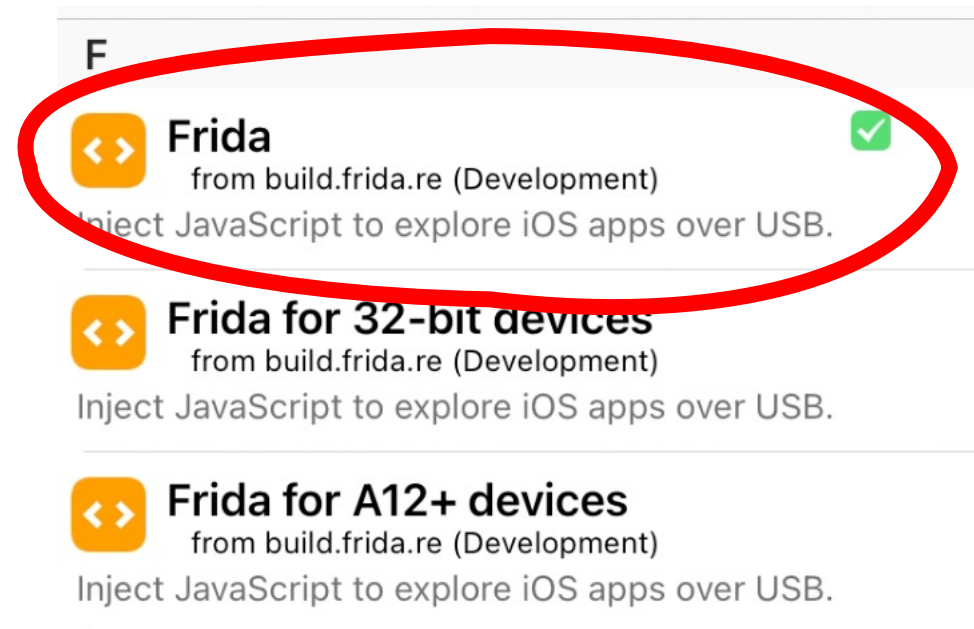 F
Frida
from build.frida.re (Development)
Inject JavaScript to explore iOS apps over USB.
Frida for 32-bit devices
from build.frida.re (Development)
Inject JavaScript to explore iOS apps over USB.
Frida for A12+ devices
from build.frida.re (Development)
Inject JavaScript to explore iOS apps over USB.